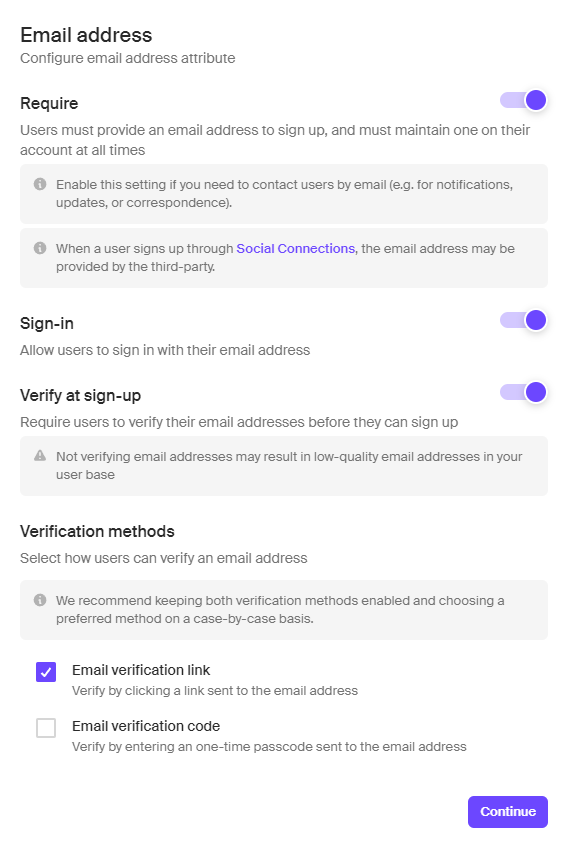 Email address
Configure email address attribute
Require
Users must provide an email address to sign up, and must maintain one on their
account at all times
Enable this setting if you need to contact users by email (e.g. for notifications,
updates, or correspondence).
When a user signs up through Social Connections, the email address may be
provided by the third-party.
Sign-in
Allow users to sign in with their email address
Verify at sign-up
Require users to verify their email addresses before they can sign up
Not verifying email addresses may result in low-quality email addresses in your
user base
Verification methods
Select how users can verify an email address
We recommend keeping both verification methods enabled and choosing a
preferred method on a case-by-case basis.
Email verification link
Verify by clicking a link sent to the email address
Email verification code
Verify by entering an one-time passcode sent to the email address
Continue